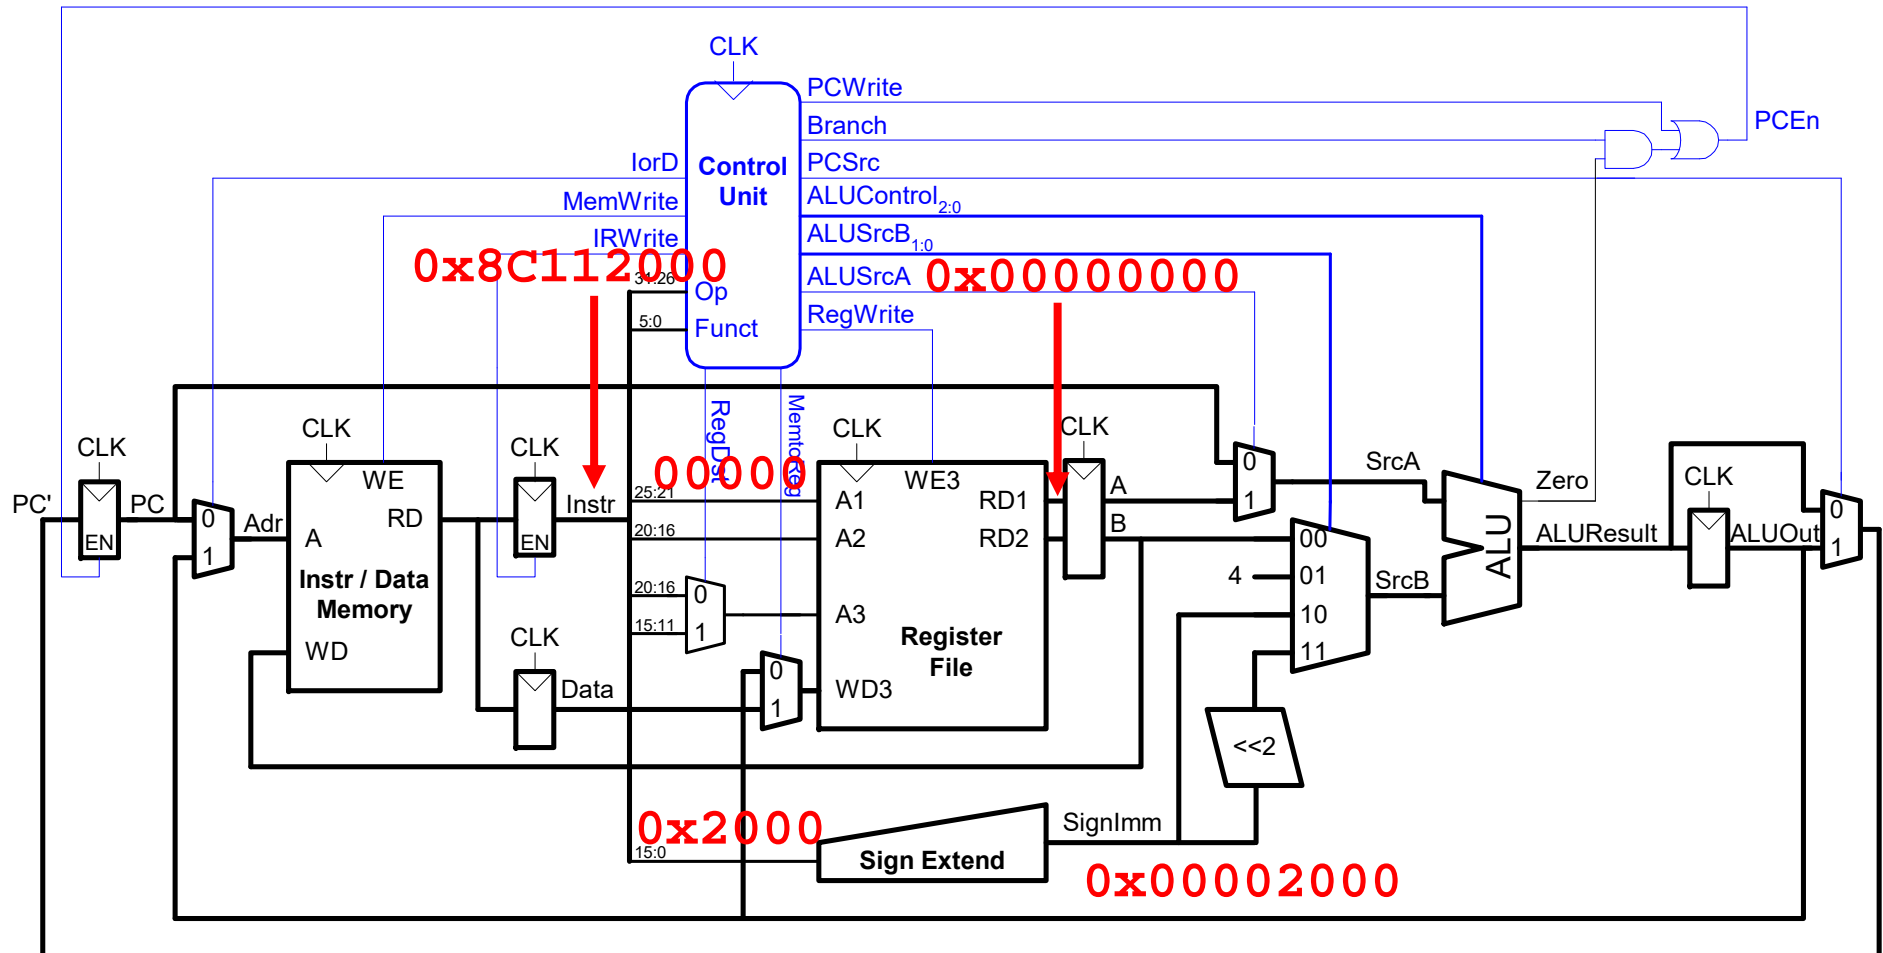 CLK
PCWrite
Branch
PCEn
IorD
Control
Unit
PCSrc
MemWrite
ALUControl2:0
IRWrite
ALUSrcB1:0
0x8C112000
31:26
Op
ALUSrcA
0x00000000
5:0
Funct
RegWrite
RegDst
MemtoReg
CLK
CLK
CLK
CLK
CLK
CLK
PC'
EN
PC
0
1
Adr
WE
A
RD
Instr / Data
Memory
WD
EN
Instr
00000
25:21
20:16
20:16
0
15:11
1
CLK
Data
0
1
A1
WE3
RD1
A2
RD2
A3
Register
File
WD3
A
B
0
1
SrcA
00
4
01
10
11
SrcB
ALU
Zero
ALUResult
ALUOut
0
1
<<2
0x2000
15:0
Sign Extend
SignImm
0x00002000